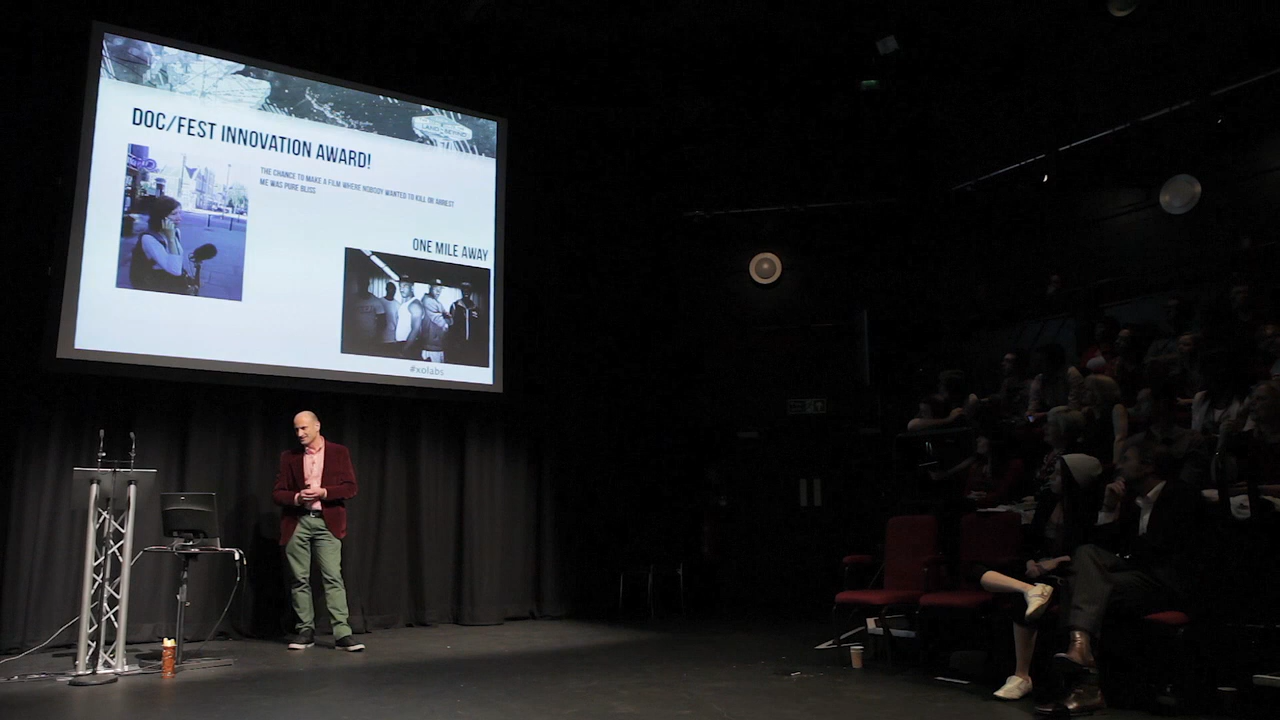 DOC/FEST INNOVATION AWARD!
THE CHANCE TO MAKE A FILM WHERE NOBODY WANTED TO KILL OR ARREST
ME WAS PURE BLISS
ONE MILE AWAY
#xolabs